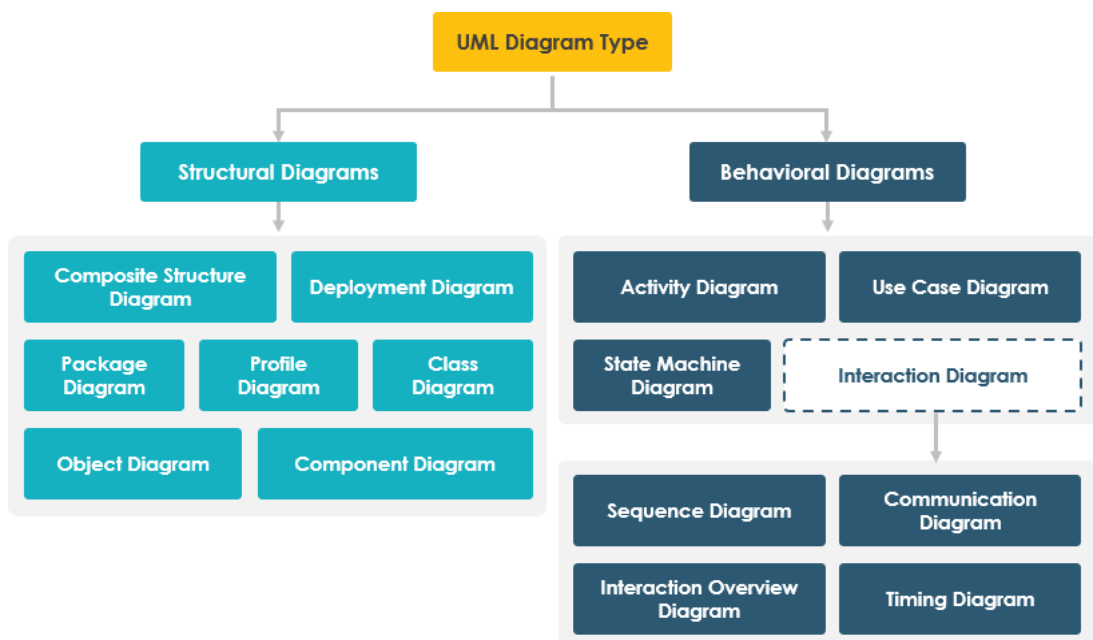 UML Diagram Type
Structural Diagrams
Behavioral Diagrams
Composite Structure
Diagram
Deployment Diagram
Package
Diagram
Profile
Diagram
Class
Diagram
Object Diagram
Component Diagram
Activity Diagram
Use Case Diagram
State Machine
Diagram
Interaction Diagram
Sequence Diagram
Communication
Diagram
Interaction Overview
Diagram
Timing Diagram